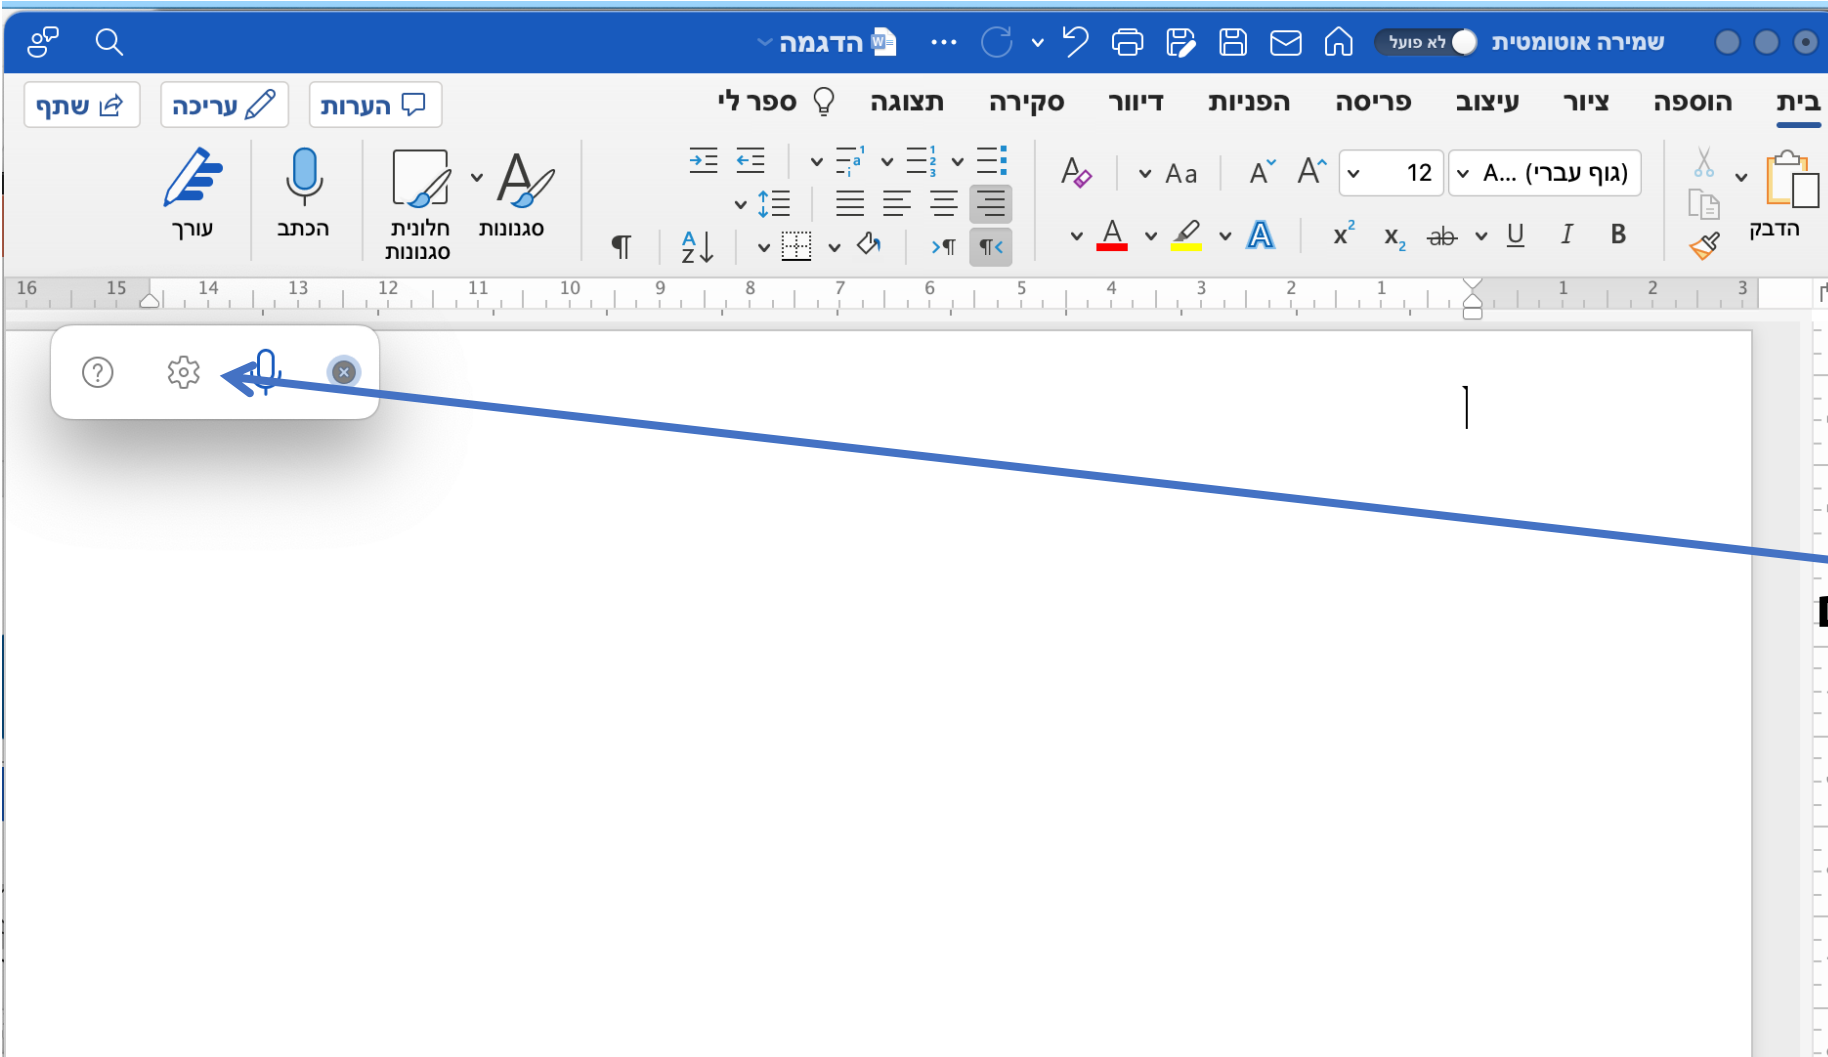 שמירה אוטומטית לא פועל הדגמה
בית הוספה ציור עיצוב פריסה הפניות דיוור סקירה תצוגה ספר לי הערות עריכה שתף
הדבק
(גוף עברי) ...A 12 Aa
B I U ab x₂ x² A A
A Z
סגנונות
חלונית
סגנונות
הכתב
עורך
3 2 1 1 2 3 4 5 6 7 8 9 10 11 12 13 14 15 16